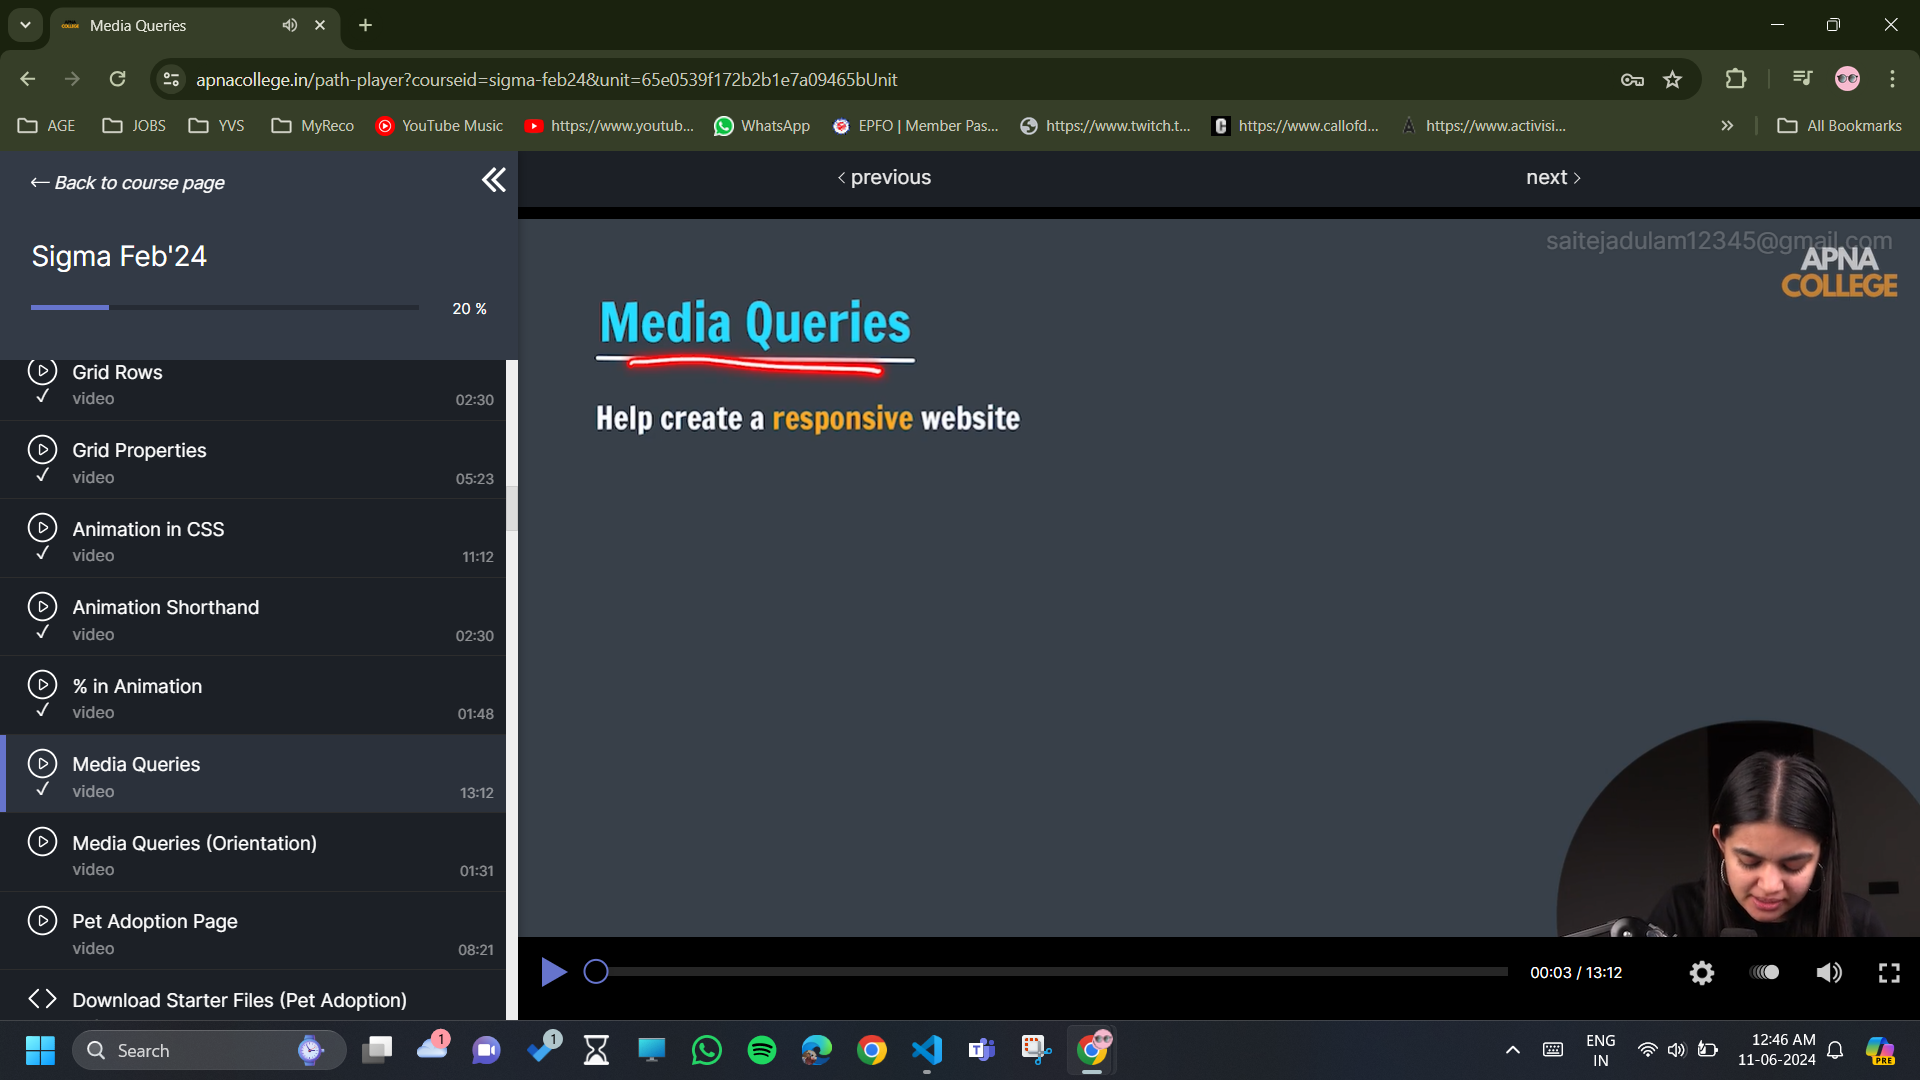 Media Queries
apnacollege.in/path-player?courseid=sigma-feb24&unit=65e0539f172b2b1e7a09465bUnit
AGE
JOBS
YVS
MyReco
YouTube Music
https://www.youtub...
WhatsApp
EPFO | Member Pas...
https://www.twitch.t...
https://www.callofd...
https://www.activisi...
All Bookmarks
← Back to course page
Sigma Feb'24
20 %
Grid Rows
video
02:30
Grid Properties
video
05:23
Animation in CSS
video
11:12
Animation Shorthand
video
02:30
% in Animation
video
01:48
Media Queries
video
13:12
Media Queries (Orientation)
video
01:31
Pet Adoption Page
video
08:21
Download Starter Files (Pet Adoption)
‹ previous
next ›
saitejadulam12345@gmail.com
APNA
COLLEGE
Media Queries
Help create a responsive website
00:03 / 13:12
Search
1
1
ENG
IN
12:46 AM
11-06-2024
PRE